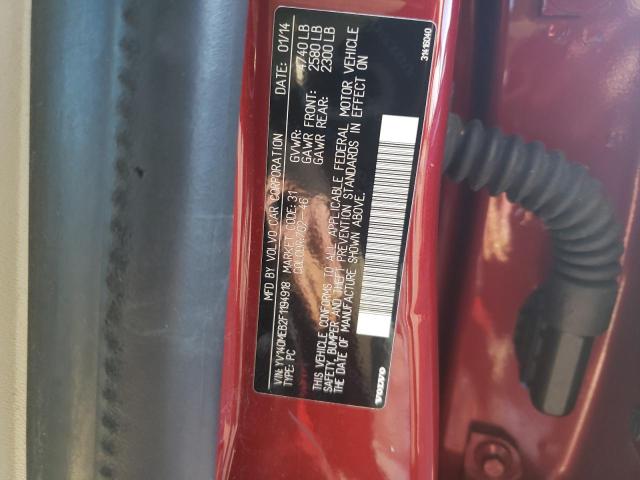 MFD BY VOLVO CAR CORPORATION DATE: 01/14
GVWR: 4740 LB
GAWR FRONT: 2580 LB
GAWR REAR: 2300 LB
VIN: YV140MEB2F1194918 MARKET CODE: 31
TYPE: PC COLOUR: 702-46
THIS VEHICLE CONFORMS TO ALL APPLICABLE FEDERAL MOTOR VEHICLE
SAFETY, BUMPER AND THEFT PREVENTION STANDARDS IN EFFECT ON
THE DATE OF MANUFACTURE SHOWN ABOVE.
VOLVO
31416040